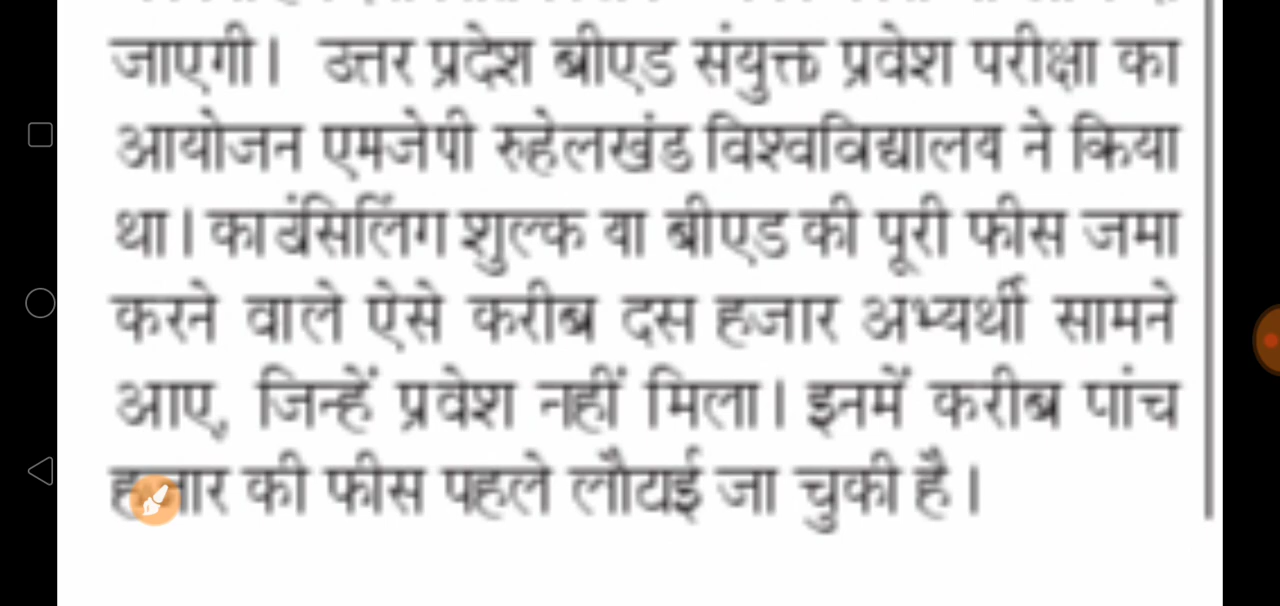 जाएगी। उत्तर प्रदेश बीएड संयुक्त प्रवेश परीक्षा का
आयोजन एमजेपी रुहेलखंड विश्वविद्यालय ने किया
था। काउंसिलिंग शुल्क या बीएड की पूरी फीस जमा
करने वाले ऐसे करीब दस हजार अभ्यर्थी सामने
आए, जिन्हें प्रवेश नहीं मिला। इनमें करीब पांच
हजार की फीस पहले लौटाई जा चुकी है।